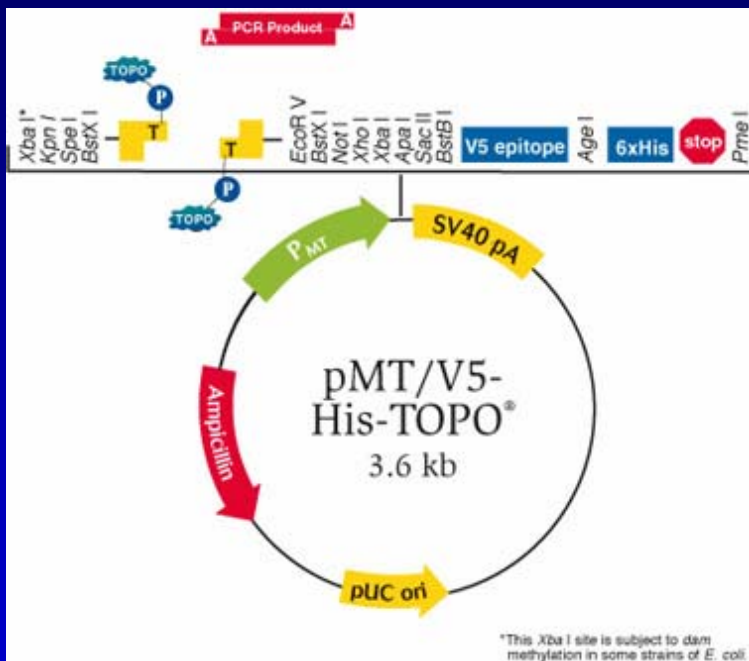 A PCR Product A
TOPO
P
T
T
P
TOPO
Xba I*
Kpn I
Spe I
BstX I
EcoR V
BstX I
Not I
Xho I
Xba I
Apa I
Sac II
BstB I
V5 epitope
Age I
6xHis
stop
Pme I
PMT
SV40 pA
Ampicillin
pUC ori
pMT/V5-
His-TOPO®
3.6 kb
*This Xba I site is subject to dam
methylation in some strains of E. coli.